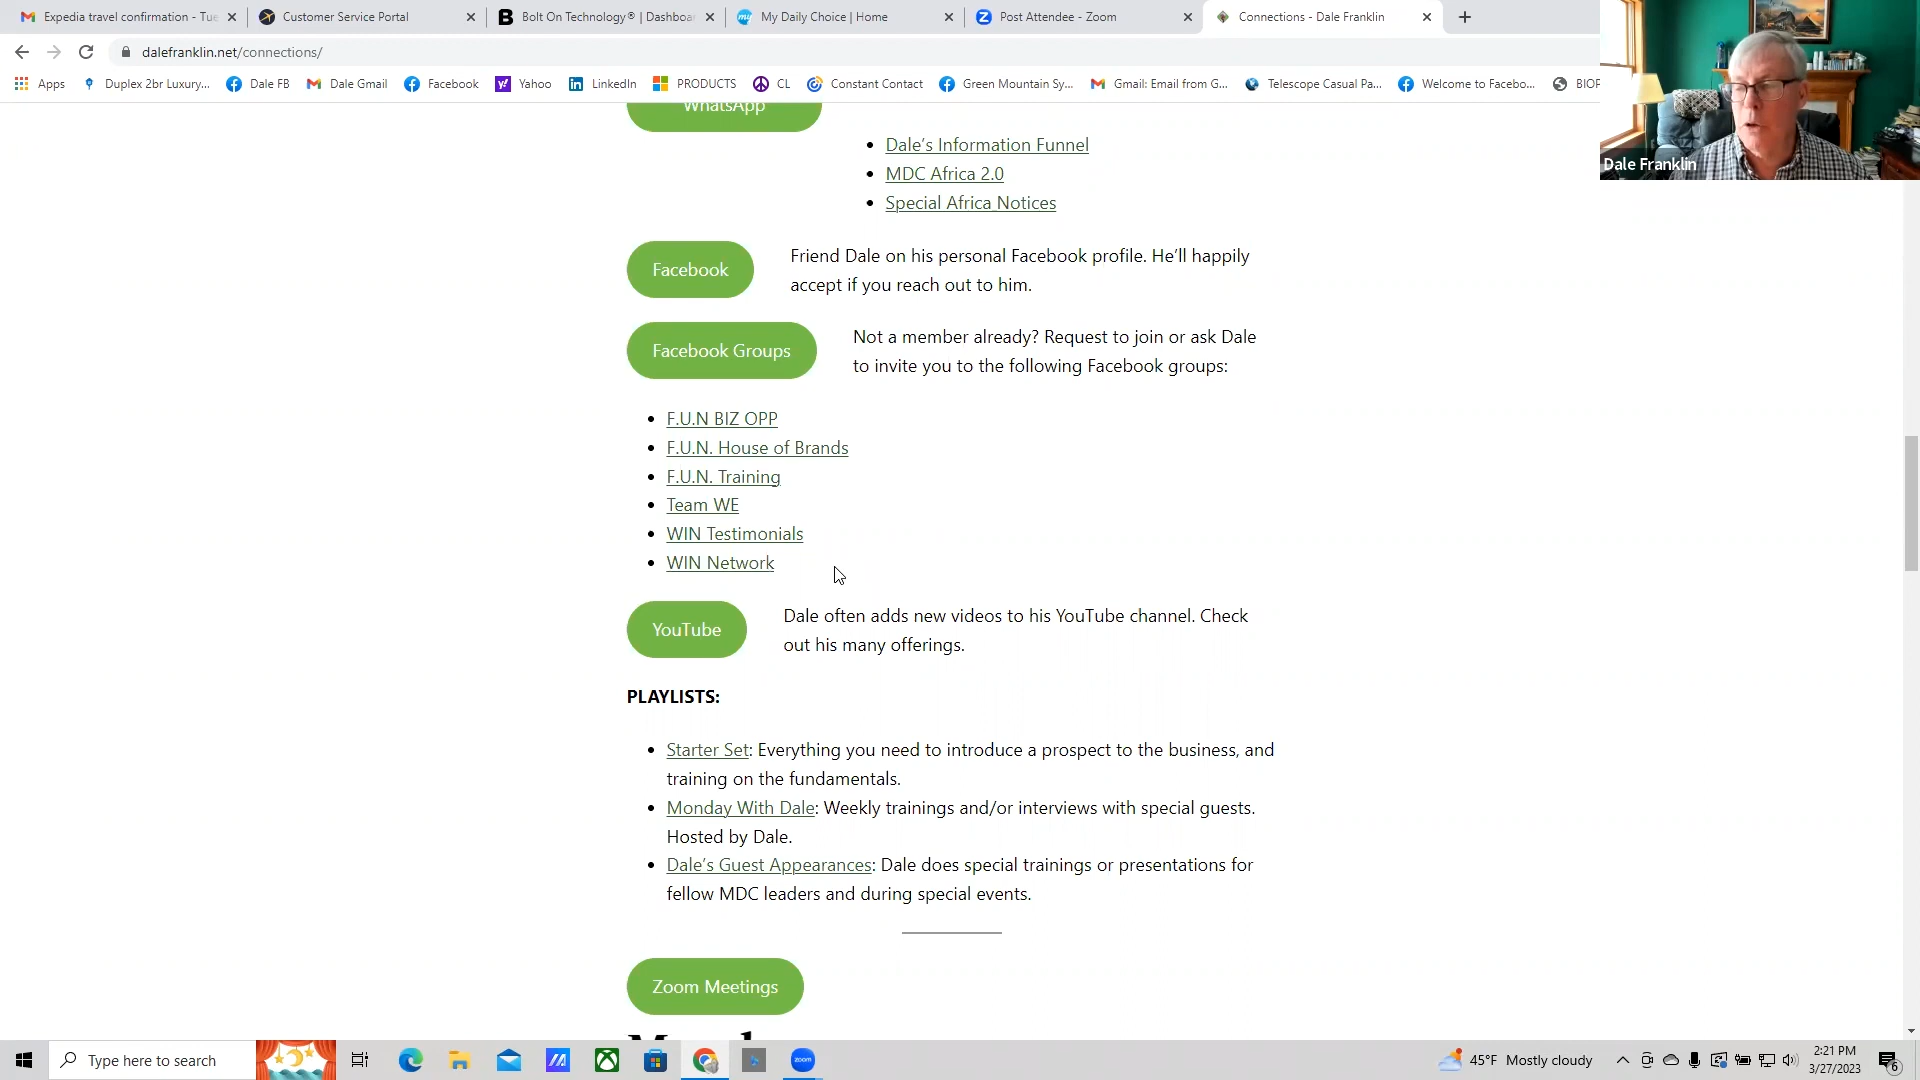 Expedia travel confirmation - Tue
Customer Service Portal
Bolt On Technology® | Dashboar
My Daily Choice | Home
Post Attendee - Zoom
Connections - Dale Franklin
dalefranklin.net/connections/
Apps
Duplex 2br Luxury...
Dale FB
Dale Gmail
Facebook
Yahoo
LinkedIn
PRODUCTS
CL
Constant Contact
Green Mountain Sy...
Gmail: Email from G...
Telescope Casual Pa...
Welcome to Facebo...
BIOP
Dale Franklin
WhatsApp
• Dale’s Information Funnel
• MDC Africa 2.0
• Special Africa Notices
Facebook
Friend Dale on his personal Facebook profile. He’ll happily
accept if you reach out to him.
Facebook Groups
Not a member already? Request to join or ask Dale
to invite you to the following Facebook groups:
• F.U.N BIZ OPP
• F.U.N. House of Brands
• F.U.N. Training
• Team WE
• WIN Testimonials
• WIN Network
YouTube
Dale often adds new videos to his YouTube channel. Check
out his many offerings.
PLAYLISTS:
• Starter Set: Everything you need to introduce a prospect to the business, and
training on the fundamentals.
• Monday With Dale: Weekly trainings and/or interviews with special guests.
Hosted by Dale.
• Dale’s Guest Appearances: Dale does special trainings or presentations for
fellow MDC leaders and during special events.
Zoom Meetings
Type here to search
zoom
45°F Mostly cloudy
2:21 PM
3/27/2023
6